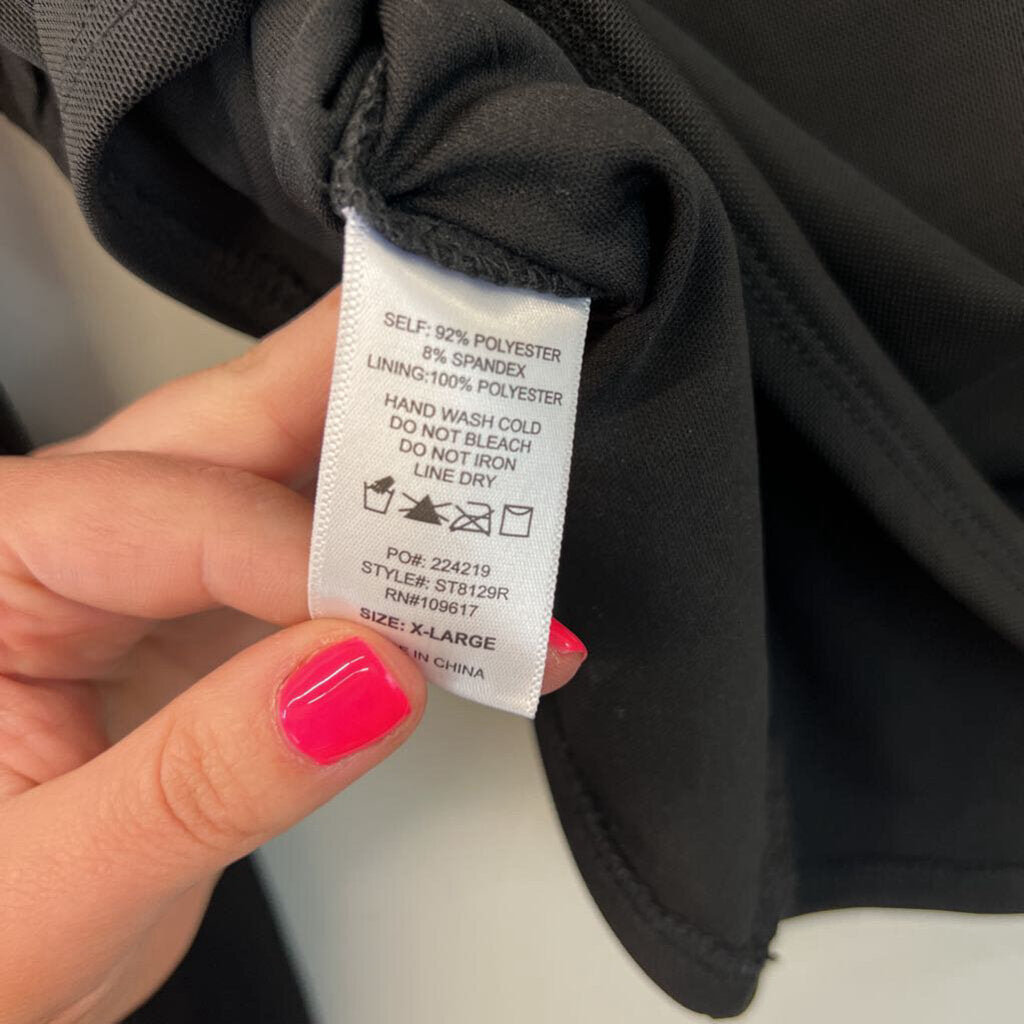 SELF: 92% POLYESTER
8% SPANDEX
LINING:100% POLYESTER
HAND WASH COLD
DO NOT BLEACH
DO NOT IRON
LINE DRY
PO#: 224219
STYLE#: ST8129R
RN#109617
SIZE: X-LARGE
IN CHINA